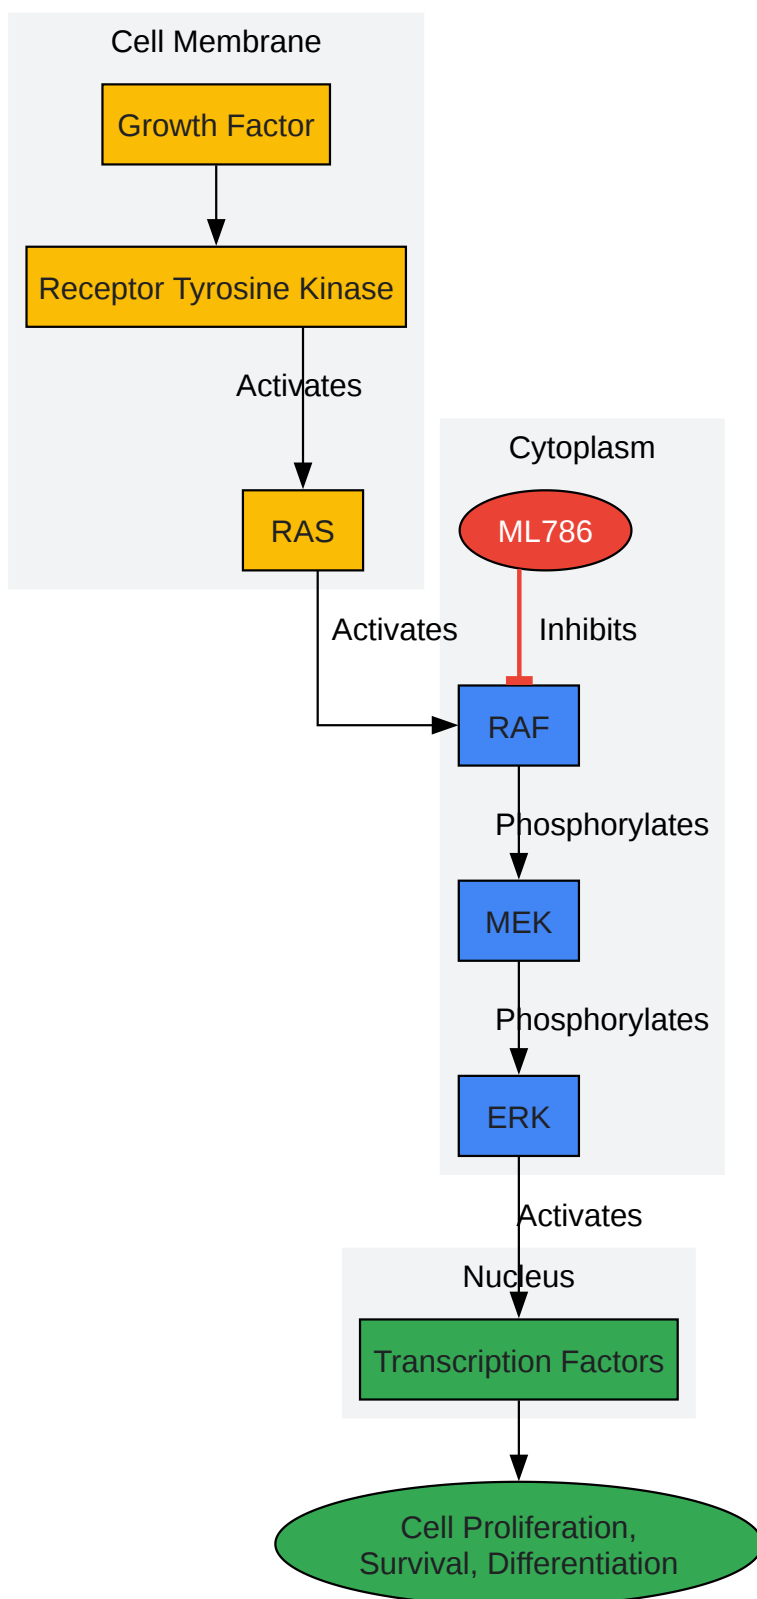 Cell Membrane
Growth Factor
Receptor Tyrosine Kinase
Activates
Cytoplasm
RAS
ML786
Activates
Inhibits
RAF
Phosphorylates
MEK
Phosphorylates
ERK
Activates
Nucleus
Transcription Factors
Cell Proliferation,
Survival, Differentiation